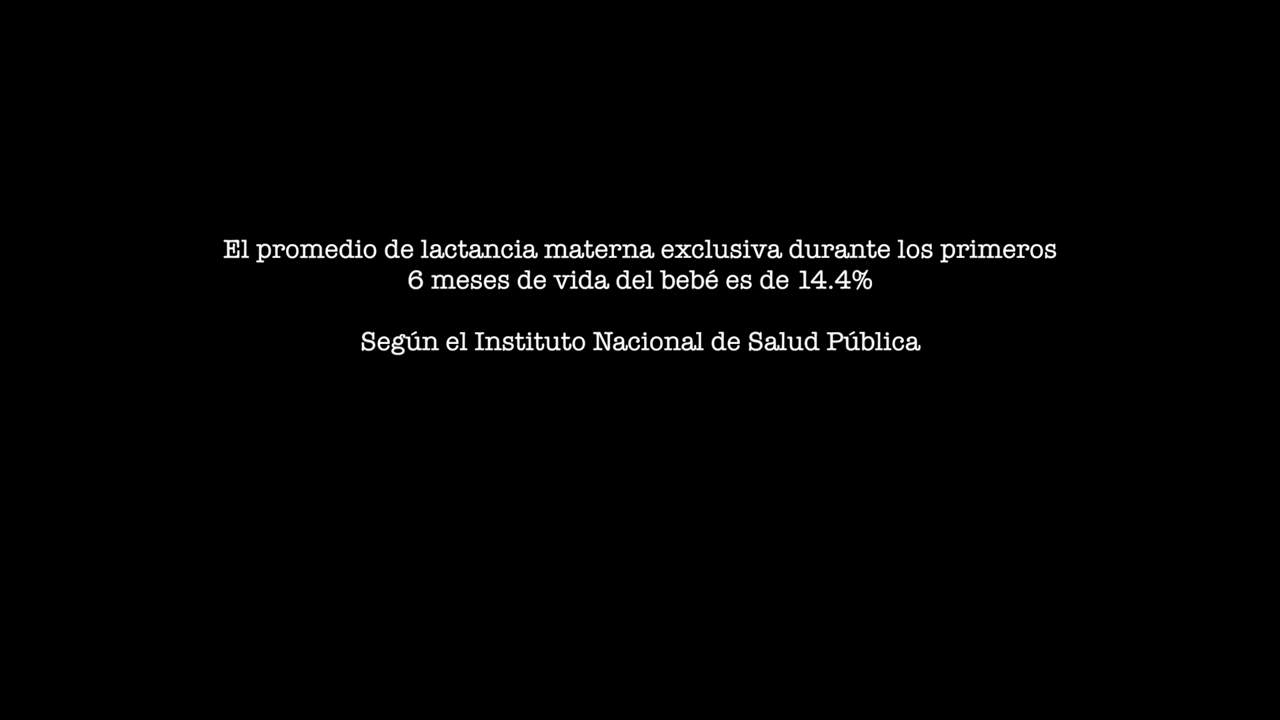 El promedio de lactancia materna exclusiva durante los primeros
6 meses de vida del bebé es de 14.4%
Según el Instituto Nacional de Salud Pública